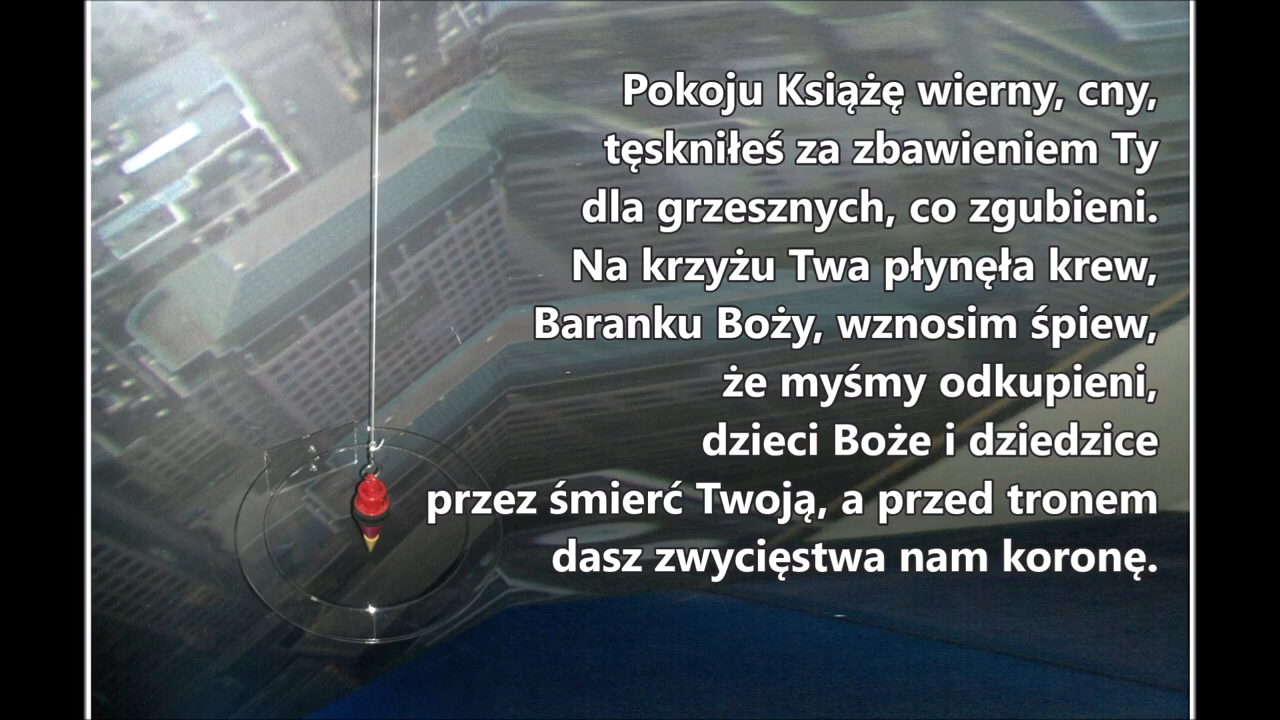 Pokoju Książę wierny, cny,
tęskniłeś za zbawieniem Ty
dla grzesznych, co zgubieni.
Na krzyżu Twa płynęła krew,
Baranku Boży, wznosim śpiew,
że myśmy odkupieni,
dzieci Boże i dziedzice
przez śmierć Twoją, a przed tronem
dasz zwycięstwa nam koronę.